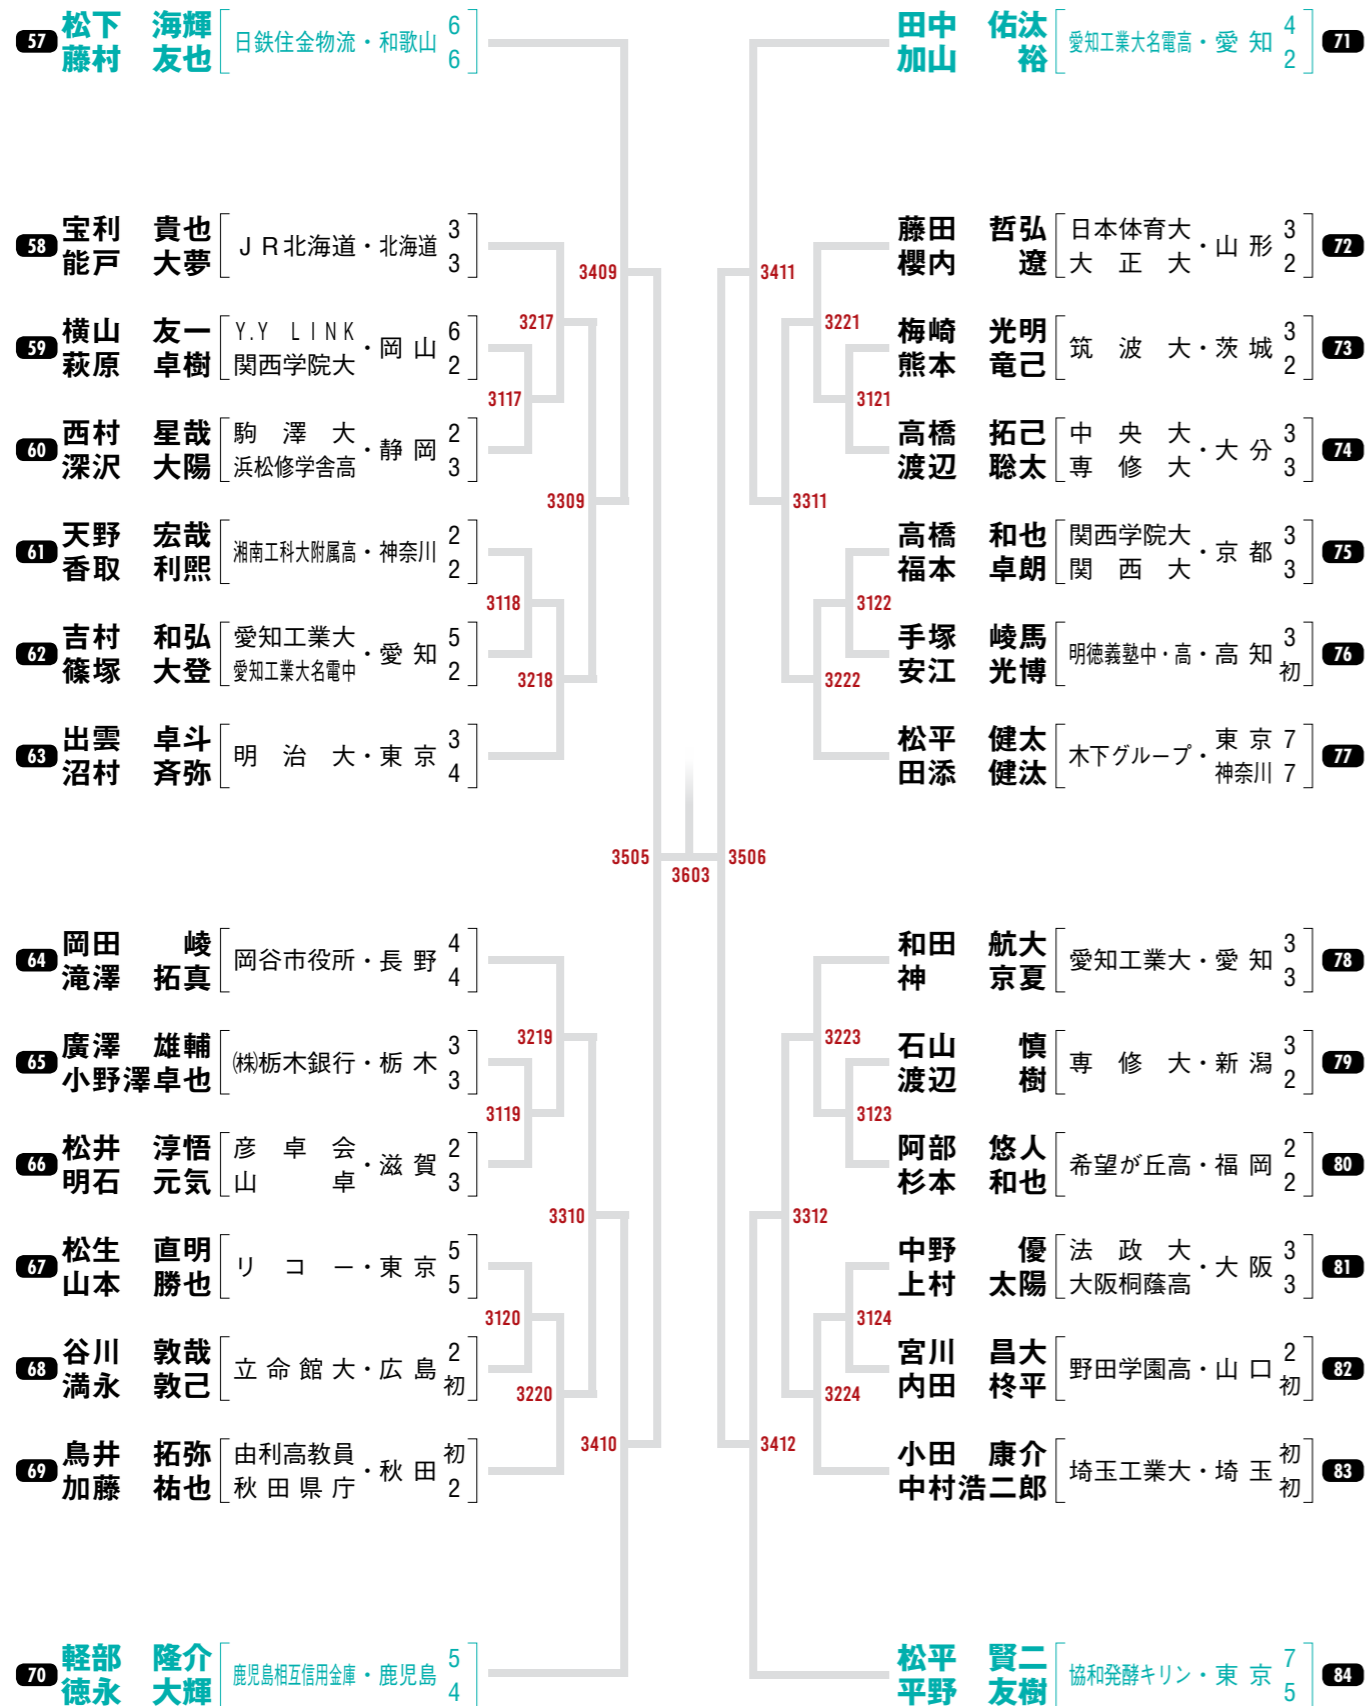 57 松下 海輝 日鉄住金物流・和歌山 6
藤村 友也 6
58 宝利 貴也 JR北海道・北海道 3
能戸 大夢 3
59 横山 友一 Y.Y LINK・岡山 6
萩原 卓樹 関西学院大 2
60 西村 星哉 駒澤大・静岡 2
深沢 大陽 浜松修学舎高 3
61 天野 宏哉 湘南工科大附属高・神奈川 2
香取 利熙 2
62 吉村 和弘 愛知工業大・愛知 5
篠塚 大登 愛知工業大名電中 2
63 出雲 卓斗 明治大・東京 3
沼村 斉弥 4
64 岡田 崚 岡谷市役所・長野 4
滝澤 拓真 4
65 廣澤 雄輔 ㈱栃木銀行・栃木 3
小野澤卓也 3
66 松井 淳悟 彦卓会・滋賀 2
明石 元気 山卓 3
67 松生 直明 リコー・東京 5
山本 勝也 5
68 谷川 敦哉 立命館大・広島 2
満永 敦己 初
69 鳥井 拓弥 由利高教員・秋田 初
加藤 祐也 秋田県庁 2
70 軽部 隆介 鹿児島相互信用金庫・鹿児島 5
徳永 大輝 4
3409
3217
3117
3309
3118
3218
3505
3603
3506
3219
3119
3310
3120
3220
3410
3411
3221
3121
3311
3122
3222
3223
3123
3312
3124
3224
3412
田中 佑汰 愛知工業大名電高・愛知 4 71
加山 裕 2
藤田 哲弘 日本体育大・山形 3 72
櫻内 遼 大正大 2
梅崎 光明 筑波大・茨城 3 73
熊本 竜己 2
高橋 拓己 中央大・大分 3 74
渡辺 聡太 専修大 3
高橋 和也 関西学院大・京都 3 75
福本 卓朗 関西大 3
手塚 崚馬 明徳義塾中・高・高知 3 76
安江 光博 初
松平 健太 木下グループ・東京 7 77
田添 健汰 神奈川 7
和田 航大 愛知工業大・愛知 3 78
神 京夏 3
石山 慎 専修大・新潟 3 79
渡辺 樹 2
阿部 悠人 希望が丘高・福岡 2 80
杉本 和也 2
中野 優 法政大・大阪 3 81
上村 太陽 大阪桐蔭高 3
宮川 昌大 野田学園高・山口 2 82
内田 柊平 初
小田 康介 埼玉工業大・埼玉 初 83
中村浩二郎 初
松平 賢二 協和発酵キリン・東京 7 84
平野 友樹 5